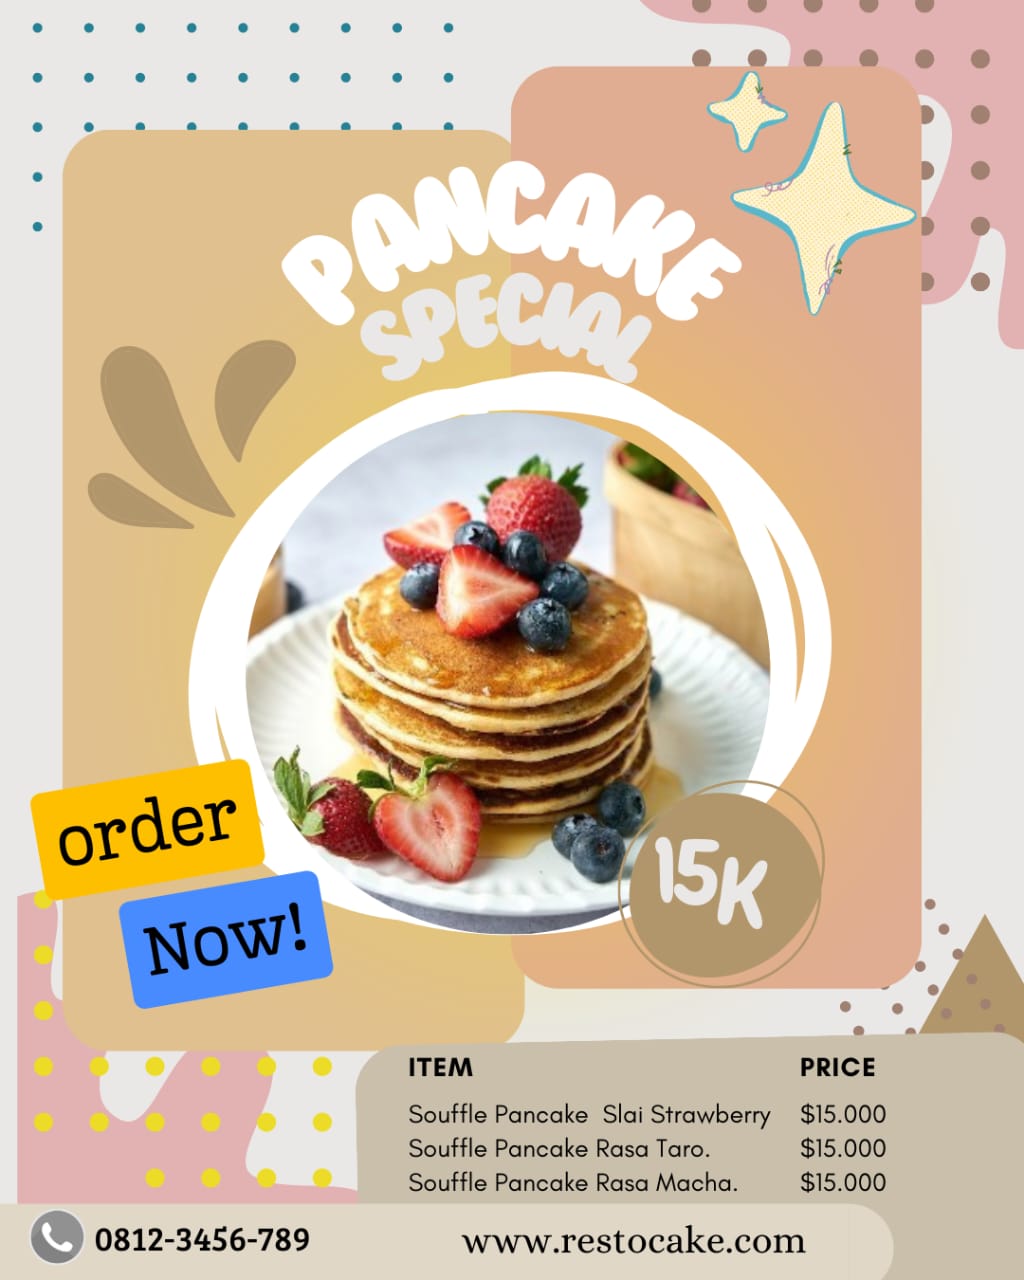 PANCAKE
SPECIAL
order
Now!
15K
ITEM PRICE
Souffle Pancake  Slai Strawberry $15.000
Souffle Pancake Rasa Taro. $15.000
Souffle Pancake Rasa Macha. $15.000
0812-3456-789
www.restocake.com